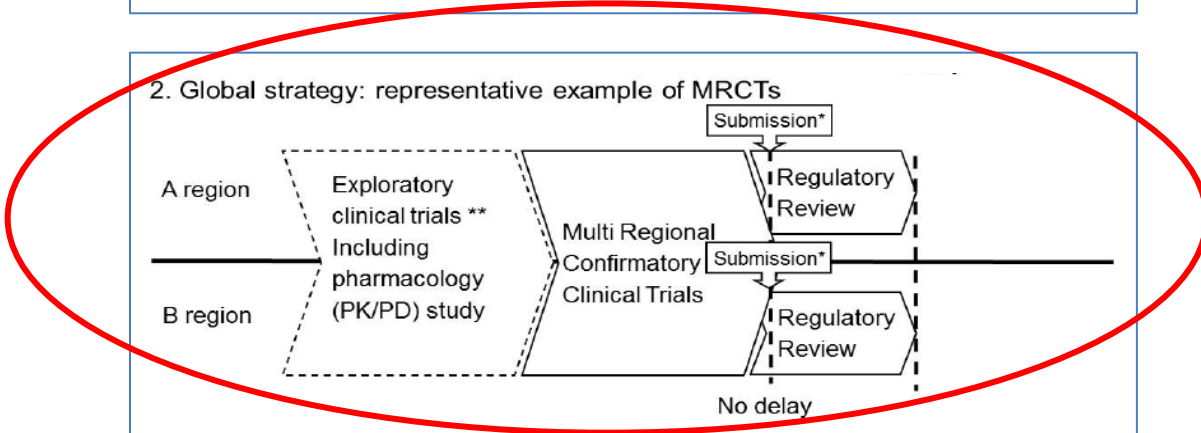 2. Global strategy: representative example of MRCTs
Submission*
A region
Exploratory
clinical trials **
Including
pharmacology
(PK/PD) study
Multi Regional
Confirmatory
Clinical Trials
Regulatory
Review
Submission*
B region
Regulatory
Review
No delay